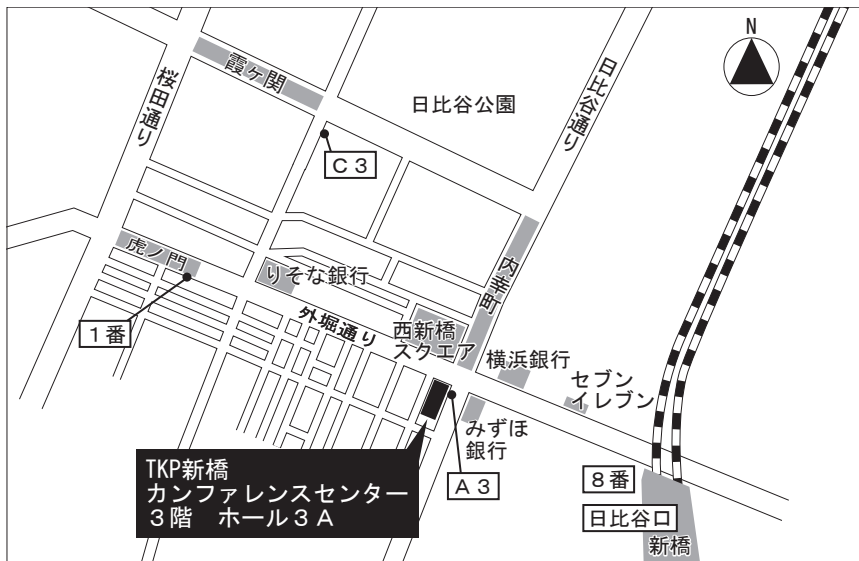 N
桜田通り
霞ヶ関
日比谷公園
日比谷通り
C3
虎ノ門
りそな銀行
内幸町
1番
外堀通り
西新橋
スクエア
横浜銀行
セブン
イレブン
みずほ
銀行
TKP新橋
カンファレンスセンター
3階　ホール3A
A3
8番
日比谷口
新橋